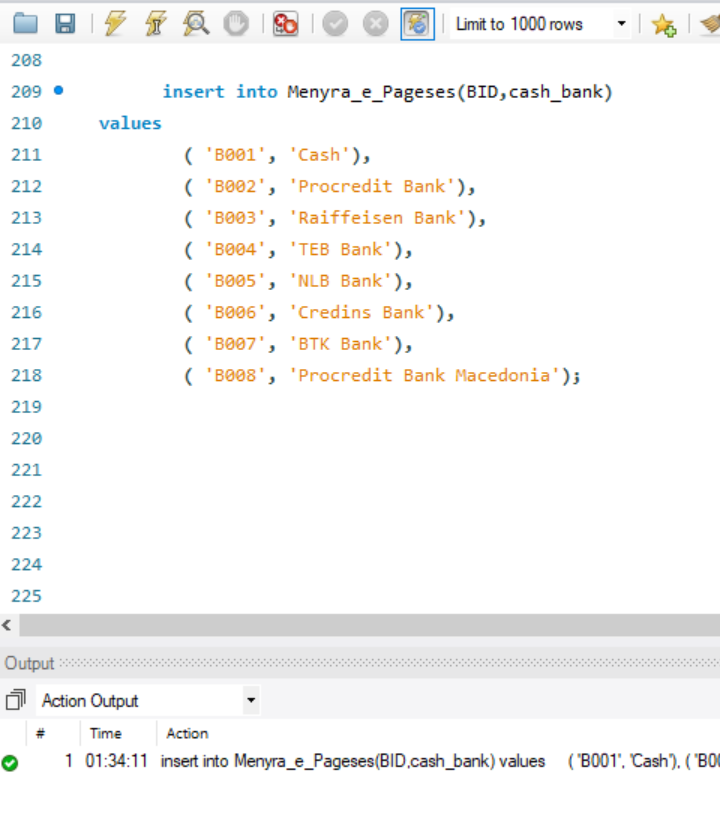 Limit to 1000 rows
208
209 insert into Menyra_e_Pageses(BID,cash_bank)
210 values
211 ( 'B001', 'Cash'),
212 ( 'B002', 'Procredit Bank'),
213 ( 'B003', 'Raiffeisen Bank'),
214 ( 'B004', 'TEB Bank'),
215 ( 'B005', 'NLB Bank'),
216 ( 'B006', 'Credins Bank'),
217 ( 'B007', 'BTK Bank'),
218 ( 'B008', 'Procredit Bank Macedonia');
219
220
221
222
223
224
225
Output
Action Output
# Time Action
1 01:34:11 insert into Menyra_e_Pageses(BID,cash_bank) values ( 'B001', 'Cash'), ( 'B00